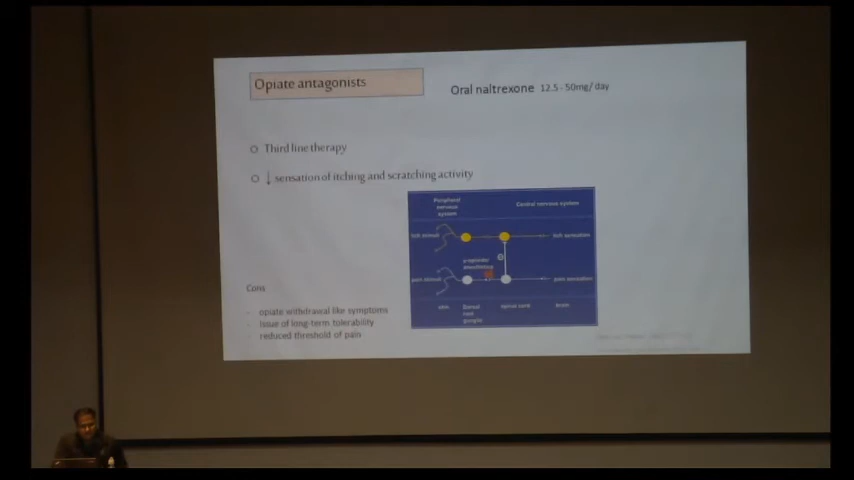 Opiate antagonists
Oral naltrexone 12.5 - 50mg/ day
Third line therapy
↓ sensation of itching and scratching activity
Peripheral
nervous
system
Central nervous system
itch stimuli
itch sensation
pain stimuli
pain sensation
skin
Dorsal
root
ganglia
spinal cord
brain
Cons
- opiate withdrawal like symptoms
- issue of long-term tolerability
- reduced threshold of pain